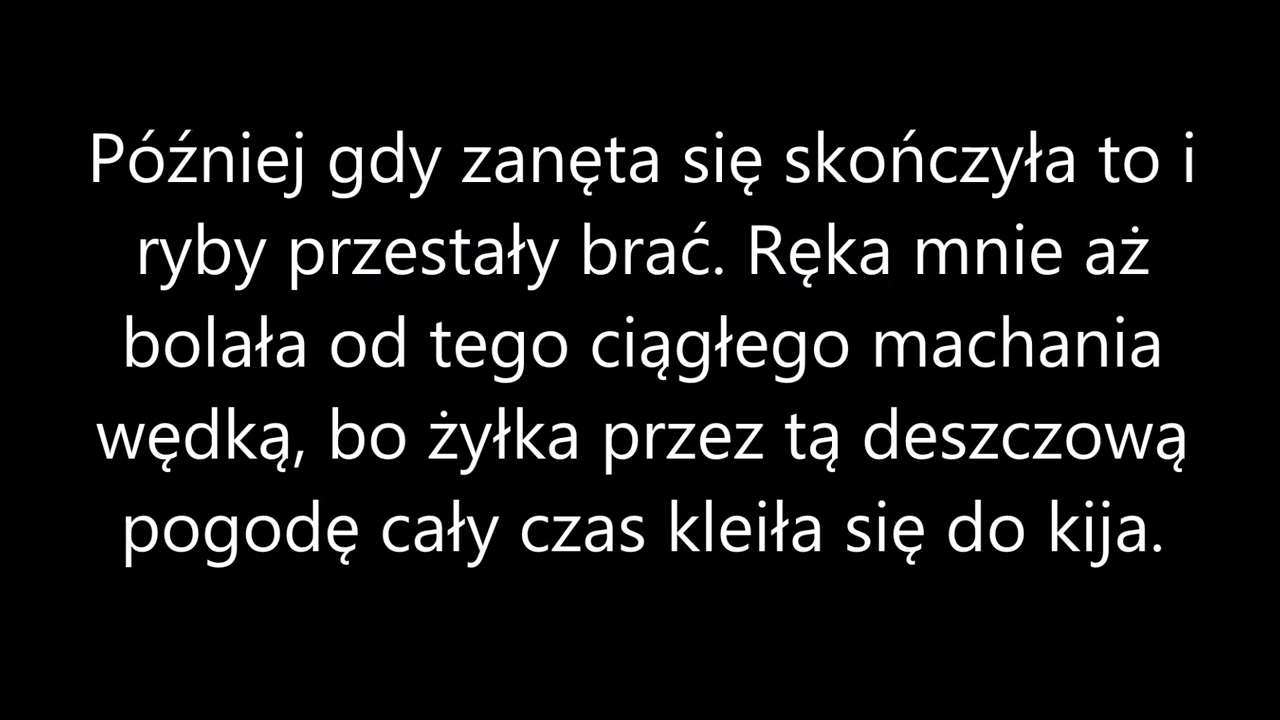 Później gdy zanęta się skończyła to i
ryby przestały brać. Ręka mnie aż
bolała od tego ciągłego machania
wędką, bo żyłka przez tą deszczową
pogodę cały czas kleiła się do kija.